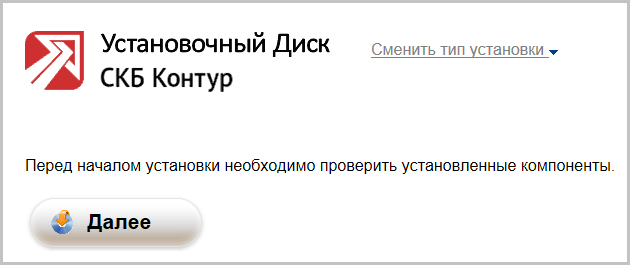 Установочный Диск
СКБ Контур
Сменить тип установки
Перед началом установки необходимо проверить установленные компоненты.
Далее